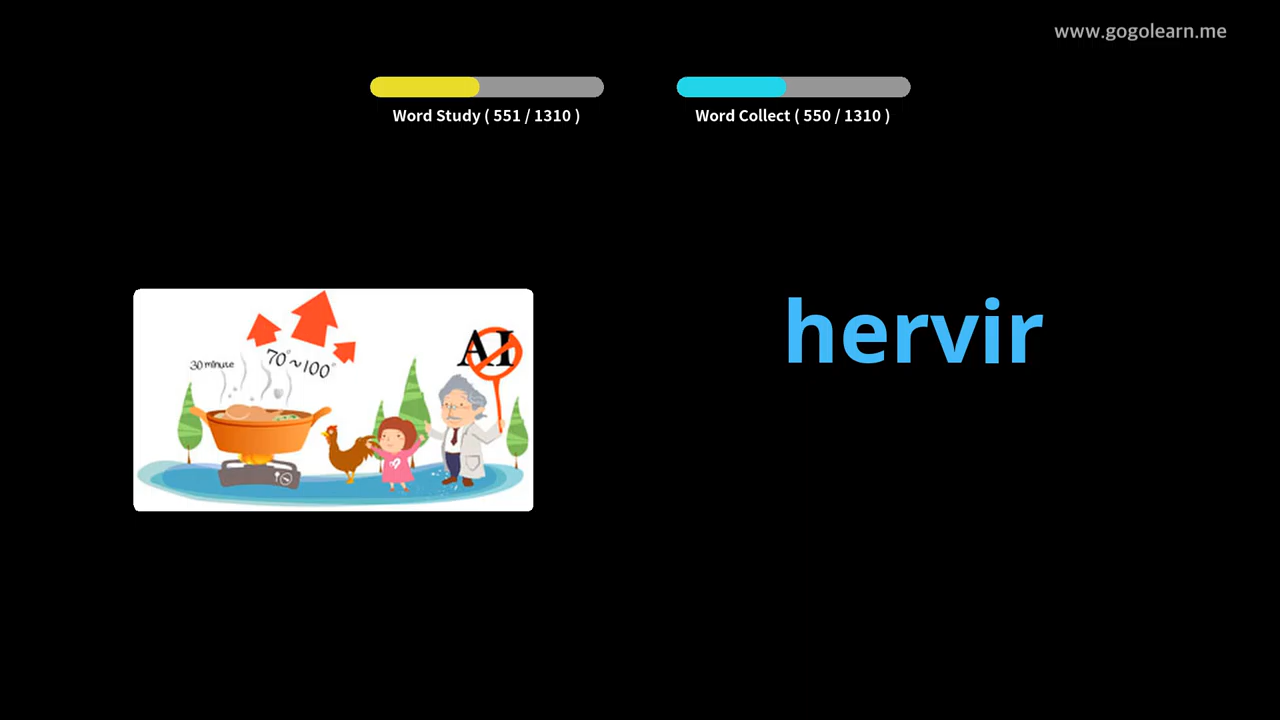 www.gogolearn.me
Word Study ( 551 / 1310 )
Word Collect ( 550 / 1310 )
30 minute
70°~100°
AI
hervir